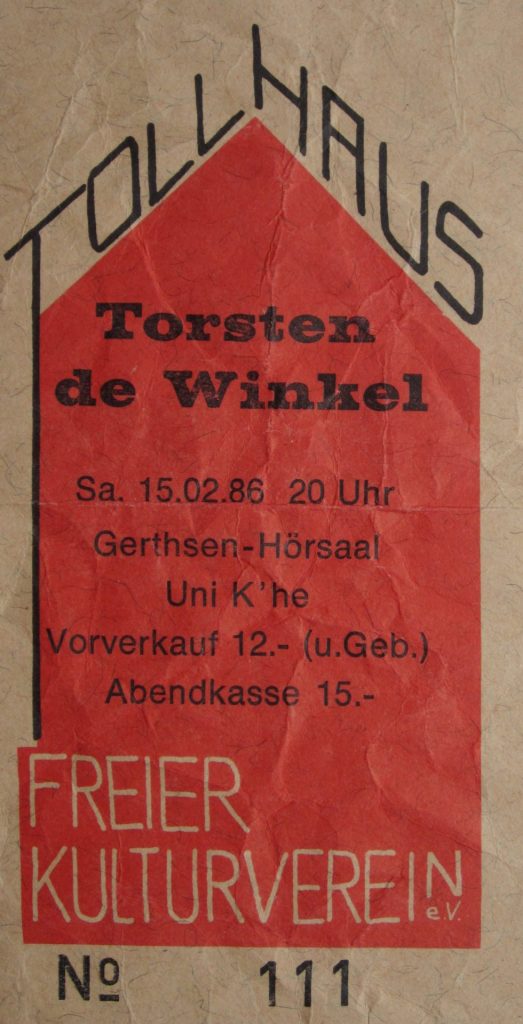 TOLLHAUS
Torsten
de Winkel
Sa. 15.02.86 20 Uhr
Gerthsen-Hörsaal
Uni K'he
Vorverkauf 12.- (u.Geb.)
Abendkasse 15.-
FREIER
KULTURVEREIN e.V.
Nº 111